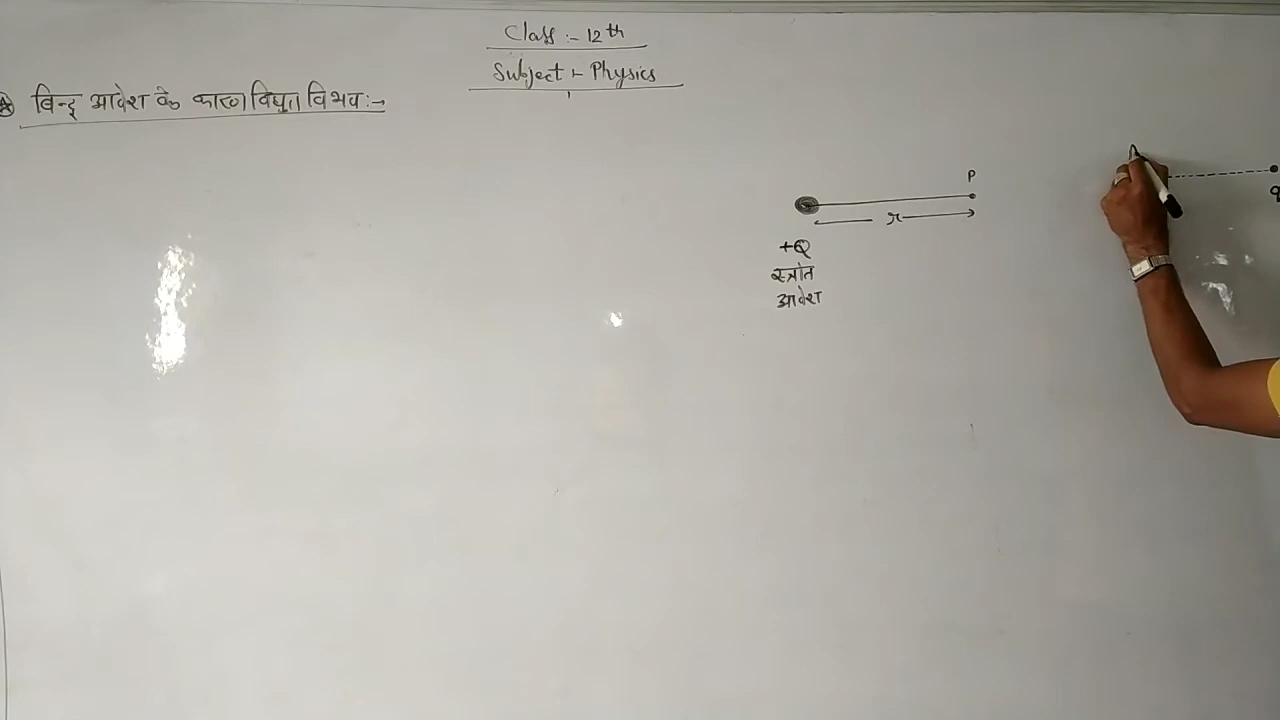 Class :- 12th
Subject :- Physics
बिन्दु आवेश के कारण विद्युत विभव :-
P
r
q
+Q
स्त्रोत
आवेश